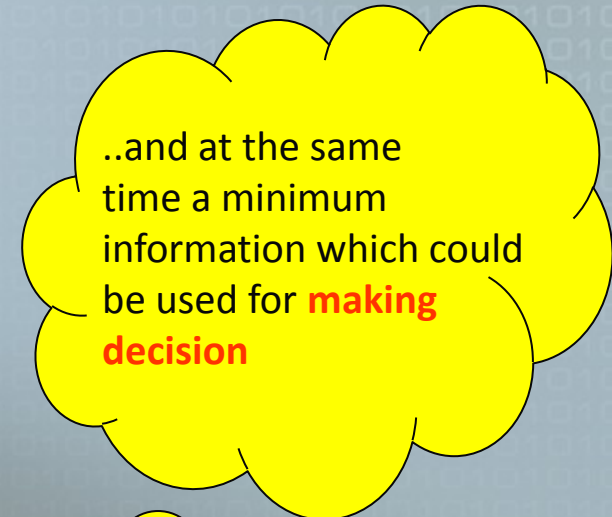 ..and at the same
time a minimum
information which could
be used for making
decision